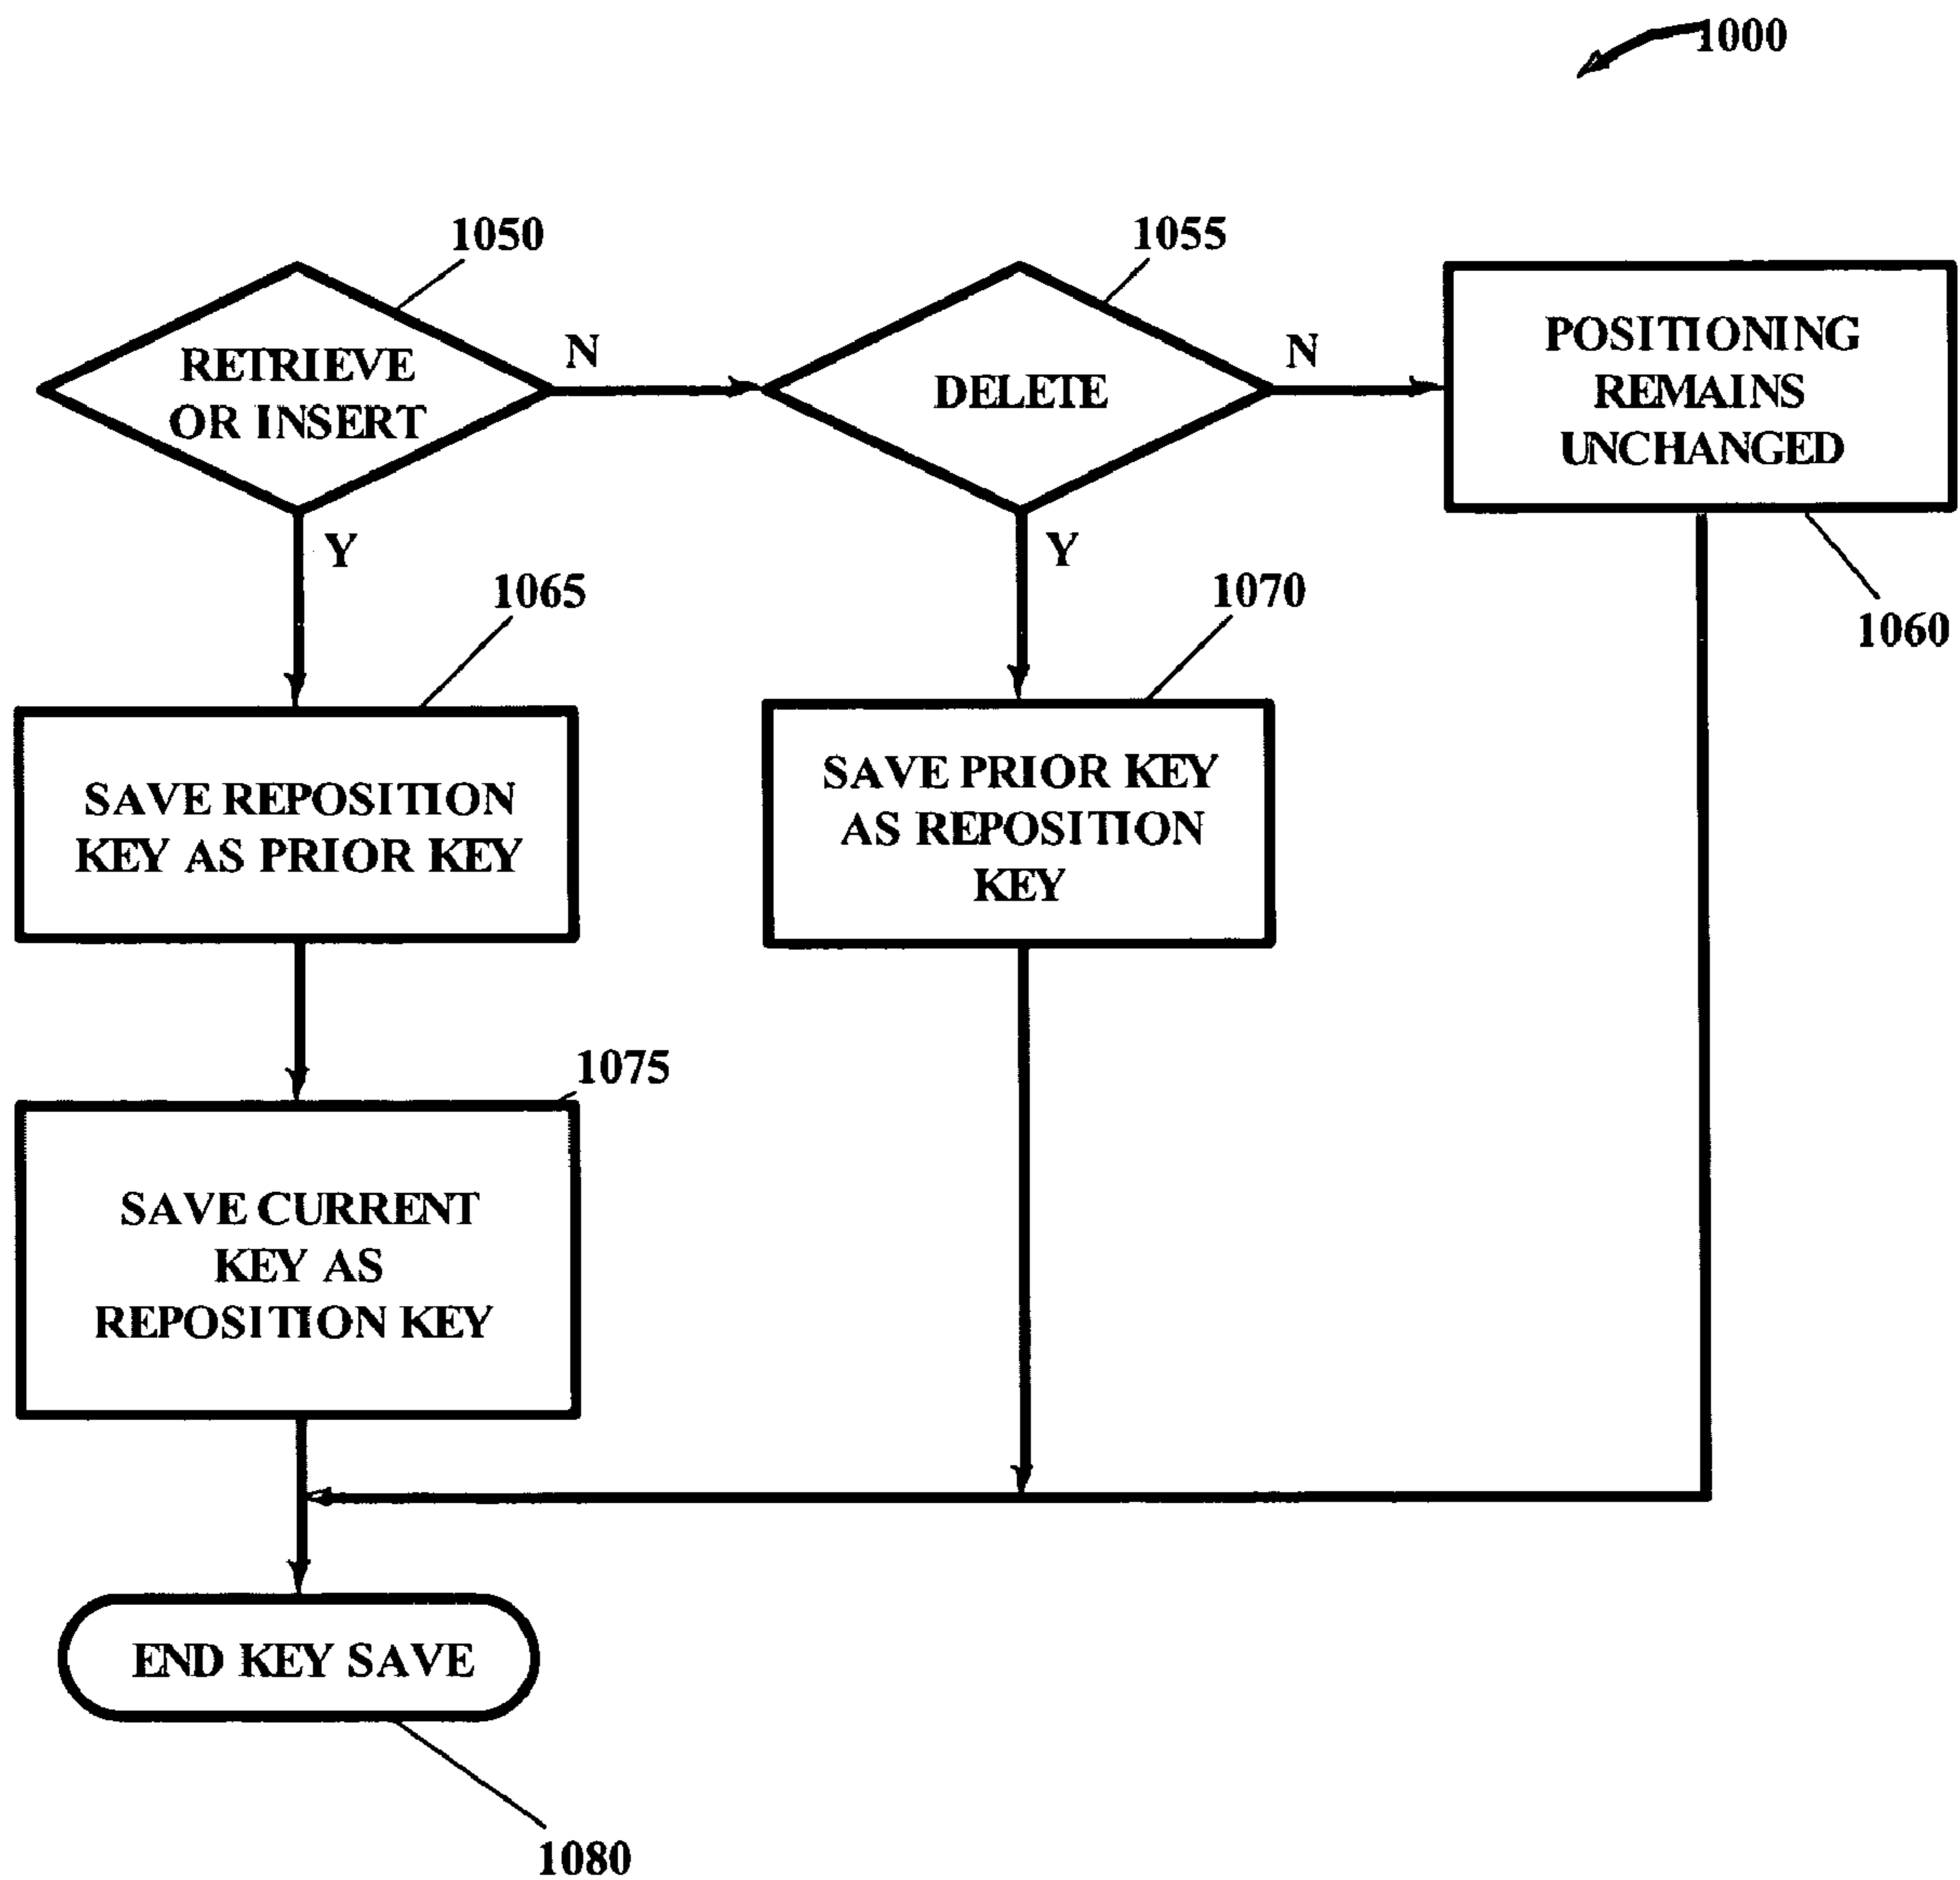 1000
1050
1055
RETRIEVE
OR INSERT
N
DELETE
N
POSITIONING
REMAINS
UNCHANGED
Y
Y
1065
1070
1060
SAVE REPOSITION
KEY AS PRIOR KEY
SAVE PRIOR KEY
AS REPOSITION
KEY
1075
SAVE CURRENT
KEY AS
REPOSITION KEY
END KEY SAVE
1080